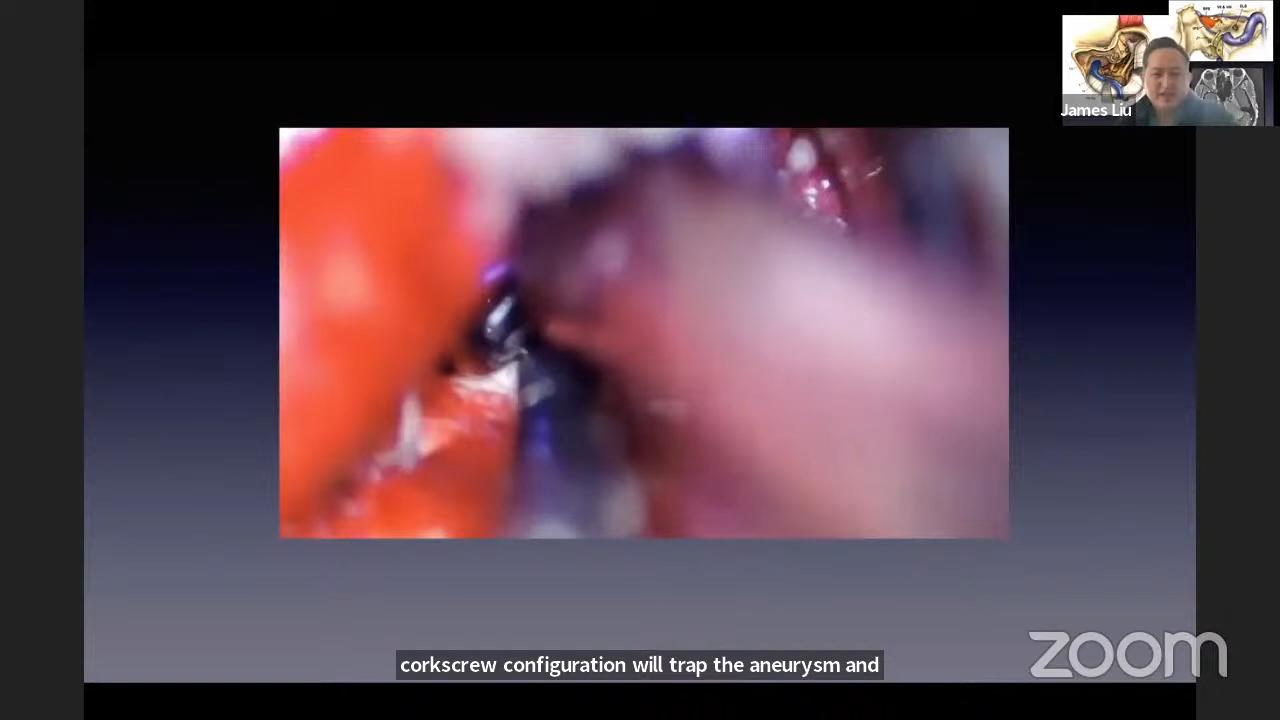 James Liu
corkscrew configuration will trap the aneurysm and
zoom